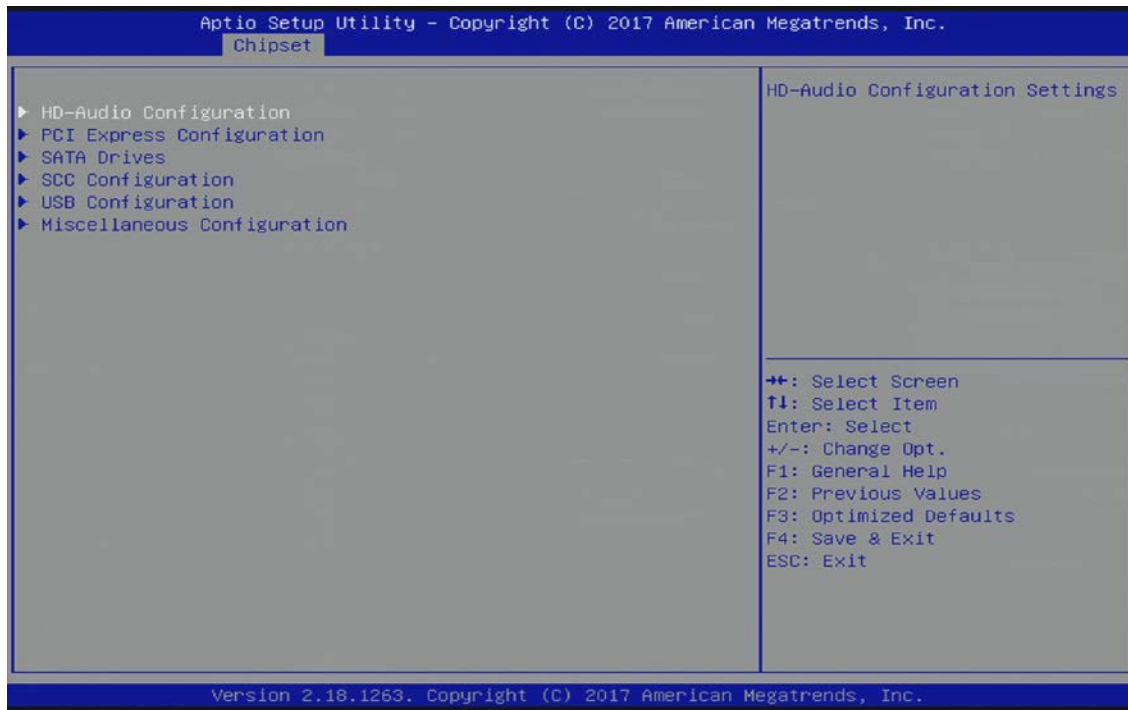 Aptio Setup Utility - Copyright (C) 2017 American Megatrends, Inc.
Chipset
HD-Audio Configuration
PCI Express Configuration
SATA Drives
SCC Configuration
USB Configuration
Miscellaneous Configuration
HD-Audio Configuration Settings
→←: Select Screen
↑↓: Select Item
Enter: Select
+/-: Change Opt.
F1: General Help
F2: Previous Values
F3: Optimized Defaults
F4: Save & Exit
ESC: Exit
Version 2.18.1263. Copyright (C) 2017 American Megatrends, Inc.